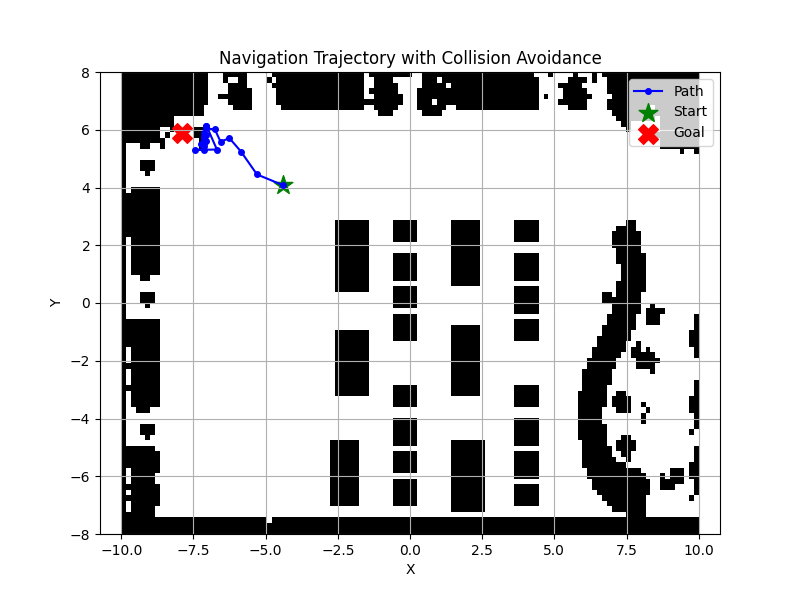 Navigation Trajectory with Collision Avoidance
Path
Start
Goal
8
6
4
2
0
−2
−4
−6
−8
Y
−10.0 −7.5 −5.0 −2.5 0.0 2.5 5.0 7.5 10.0
X